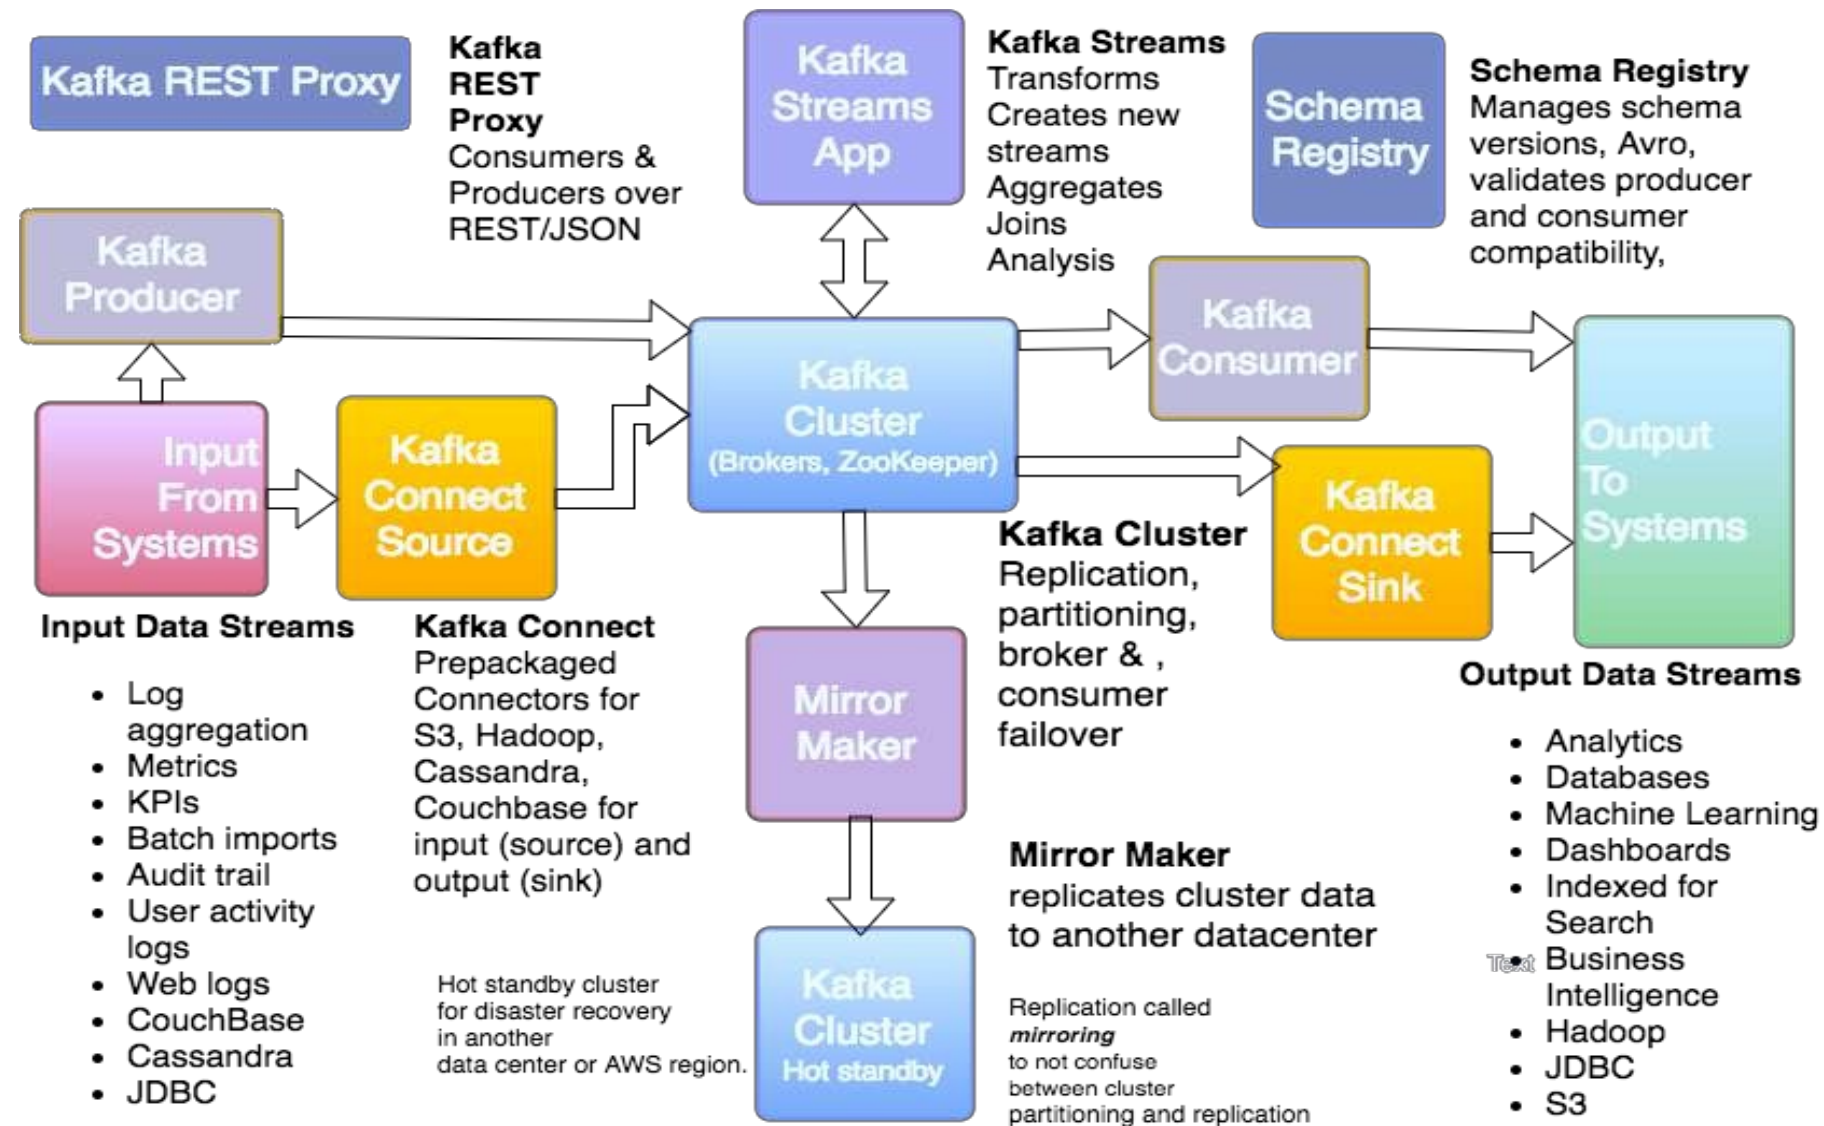 Kafka REST Proxy
Kafka
REST
Proxy
Consumers &
Producers over
REST/JSON
Kafka
Streams
App
Kafka Streams
Transforms
Creates new
streams
Aggregates
Joins
Analysis
Schema
Registry
Schema Registry
Manages schema
versions, Avro,
validates producer
and consumer
compatibility,
Kafka
Producer
Kafka
Cluster
(Brokers, ZooKeeper)
Kafka
Consumer
Input
From
Systems
Kafka
Connect
Source
Kafka
Connect
Sink
Output
To
Systems
Input Data Streams
• Log
aggregation
• Metrics
• KPIs
• Batch imports
• Audit trail
• User activity
logs
• Web logs
• CouchBase
• Cassandra
• JDBC
Kafka Connect
Prepackaged
Connectors for
S3, Hadoop,
Cassandra,
Couchbase for
input (source) and
output (sink)
Mirror
Maker
Kafka Cluster
Replication,
partitioning,
broker & ,
consumer
failover
Mirror Maker
replicates cluster data
to another datacenter
Hot standby cluster
for disaster recovery
in another
data center or AWS region.
Kafka
Cluster
Hot standby
Replication called
mirroring
to not confuse
between cluster
partitioning and replication
Output Data Streams
• Analytics
• Databases
• Machine Learning
• Dashboards
• Indexed for
Search
Text
• Business
Intelligence
• Hadoop
• JDBC
• S3